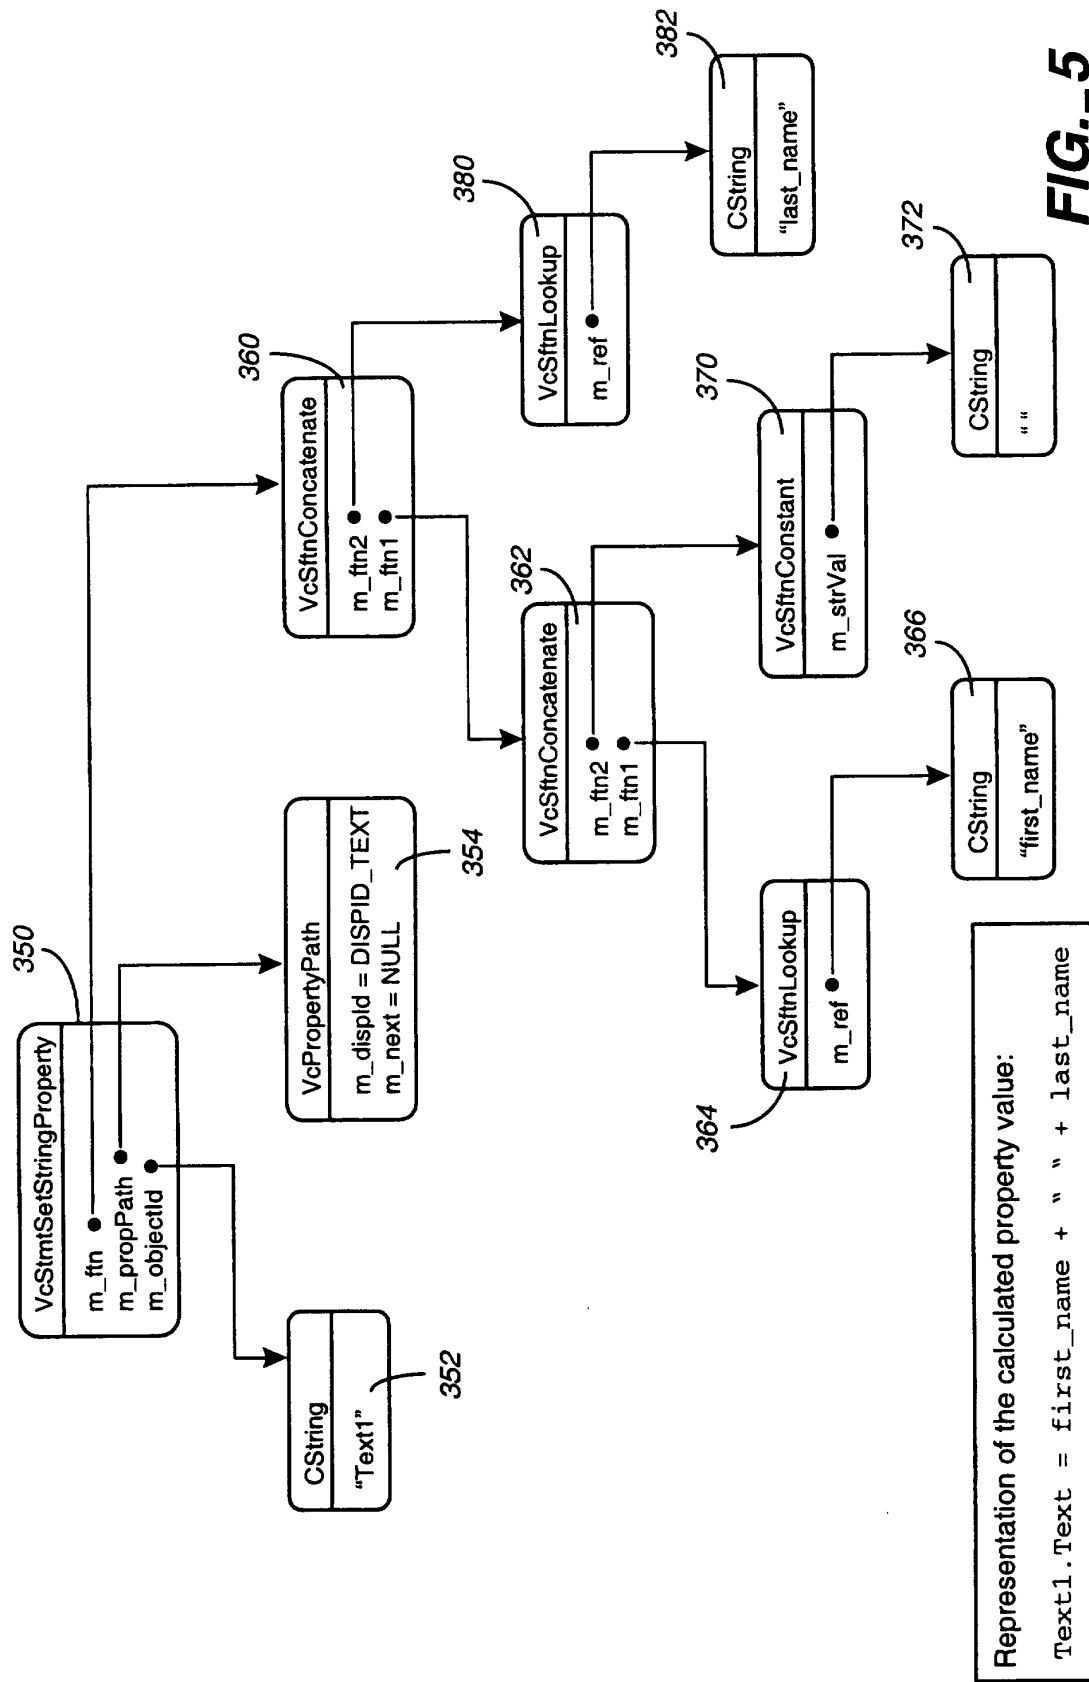 350
VcStmtSetStringProperty
m_ftn
m_propPath
m_objectId
CString
“Text1”
352
VcPropertyPath
m_dispId = DISPID_TEXT
m_next = NULL
354
360
VcSftnConcatenate
m_ftn2
m_ftn1
362
VcSftnConcatenate
m_ftn2
m_ftn1
380
VcSftnLookup
m_ref
382
CString
“last_name”
364
VcSftnLookup
m_ref
370
VcSftnConstant
m_strVal
366
CString
“first_name”
372
CString
“ “
Representation of the calculated property value:
Text1.Text = first_name + " " + last_name
FIG._5